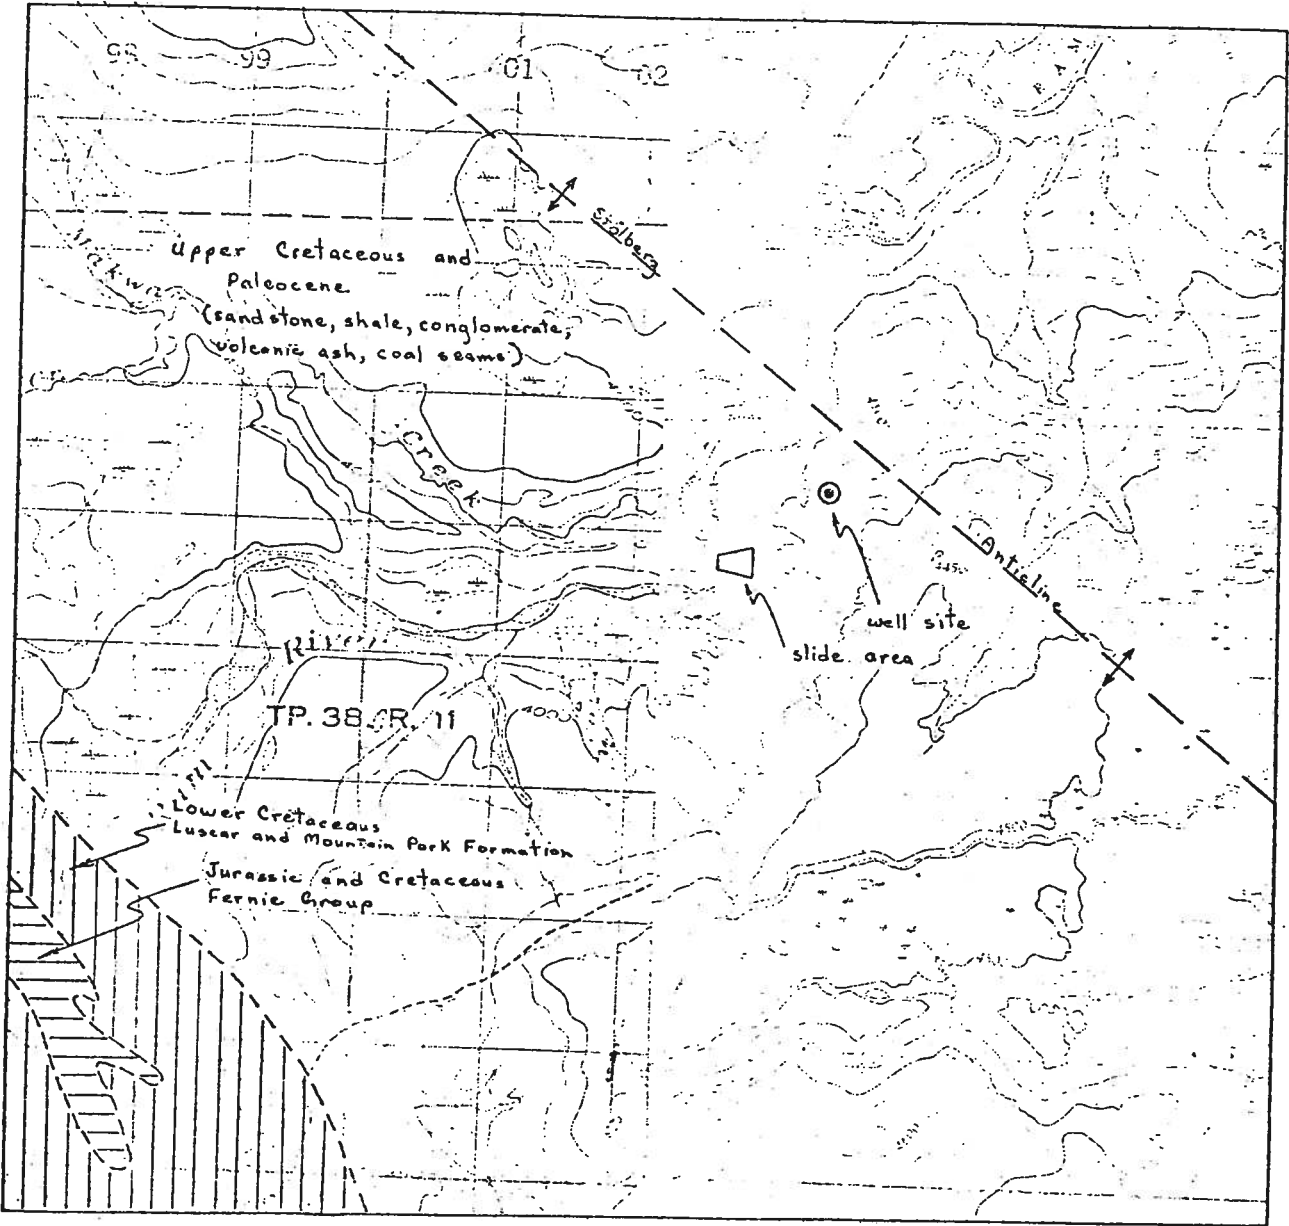 98 99 01 02
Stolberg
Upper Cretaceous and
Paleocene
(sandstone, shale, conglomerate,
volcanic ash, coal seams)
Creek
4000
Anticline
well site
slide area
River
TP. 38 R. 11
4000
Lower Cretaceous
Luscar and Mountain Park Formation
Jurassic and Cretaceous
Fernie Group